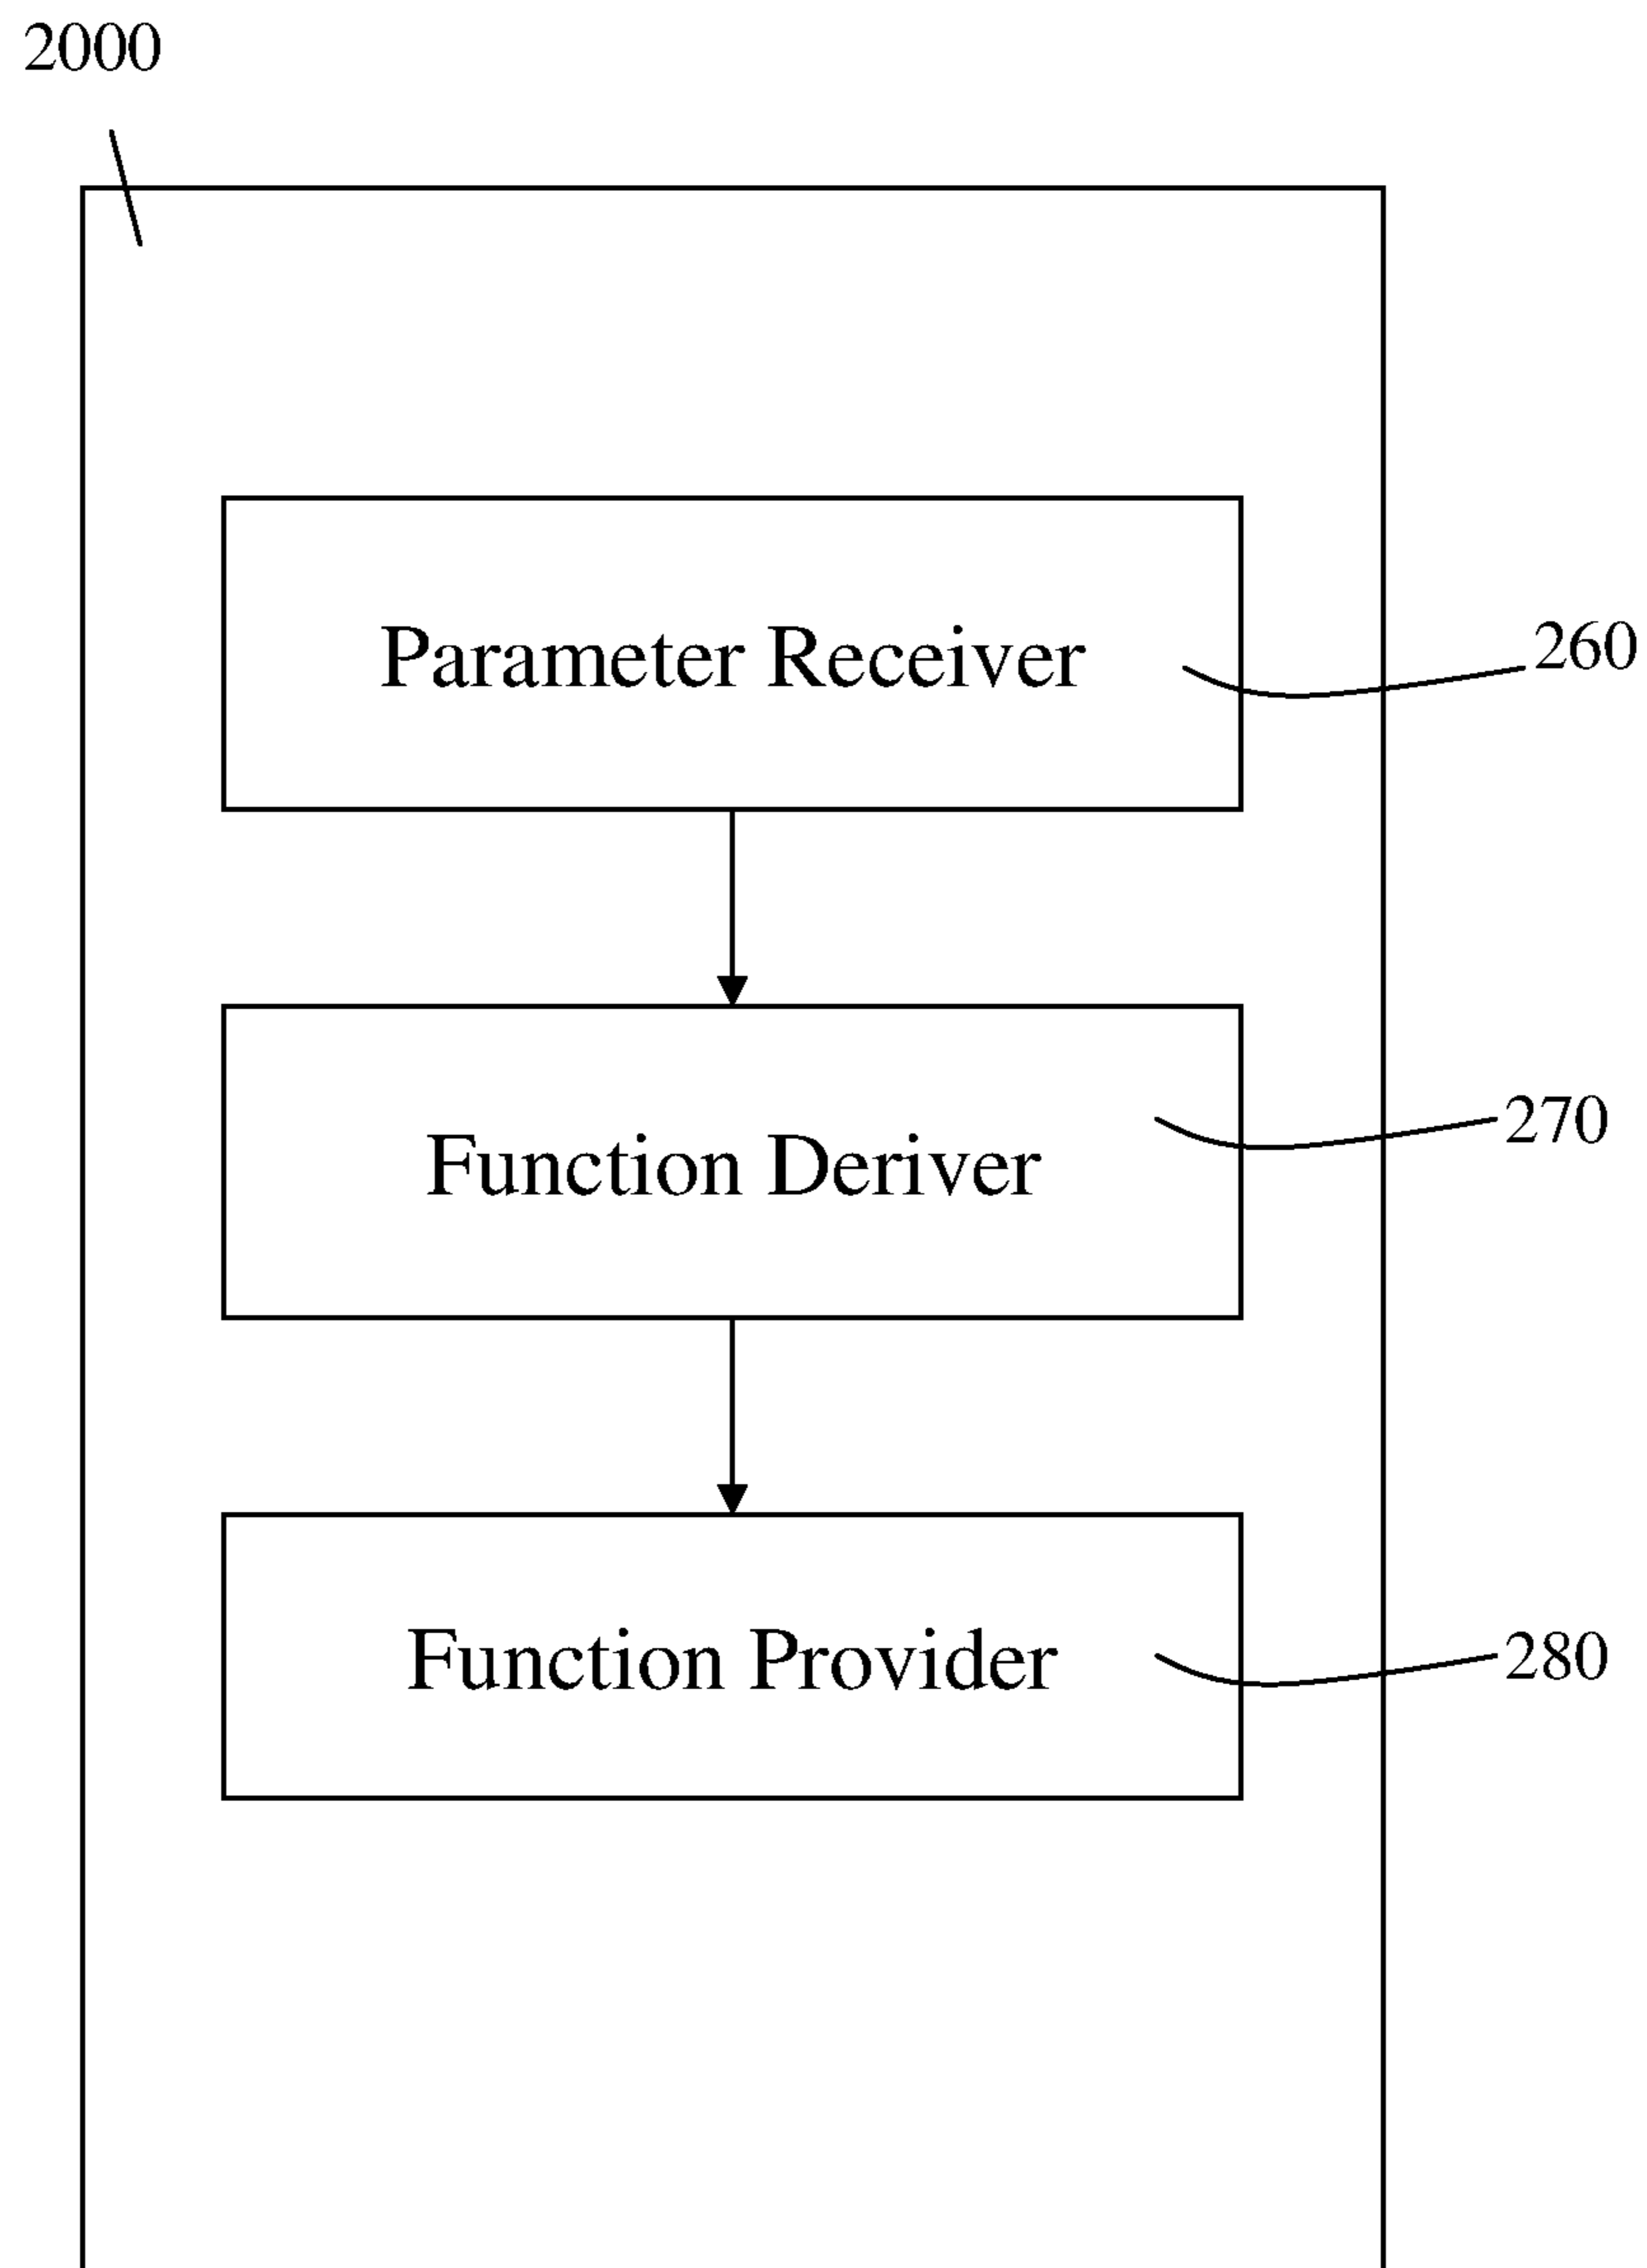 2000
Parameter Receiver
260
Function Deriver
270
Function Provider
280